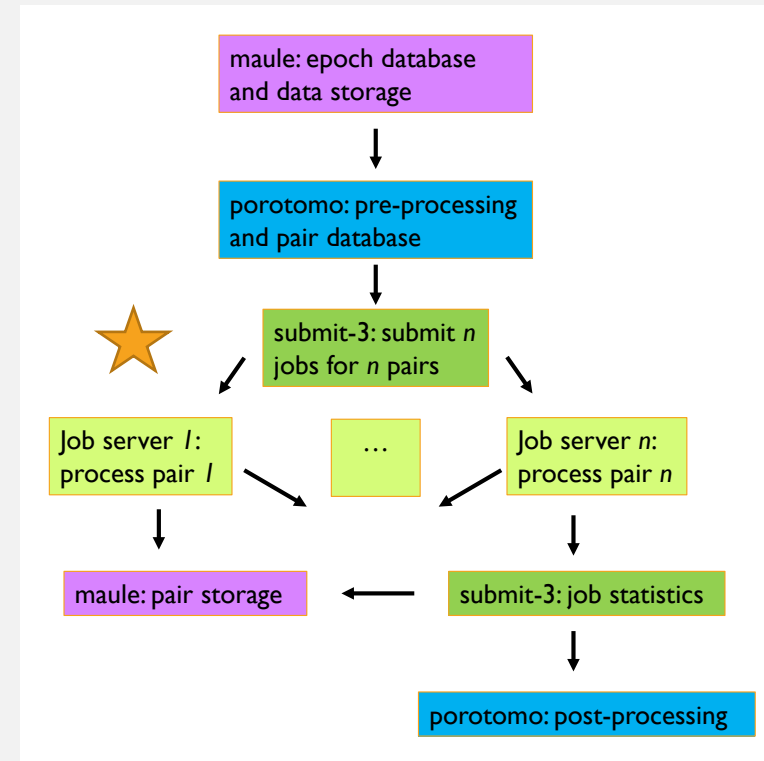 maule: epoch database
and data storage
porotomo: pre-processing
and pair database
submit-3: submit n
jobs for n pairs
Job server 1:
process pair 1
…
Job server n:
process pair n
maule: pair storage
submit-3: job statistics
porotomo: post-processing